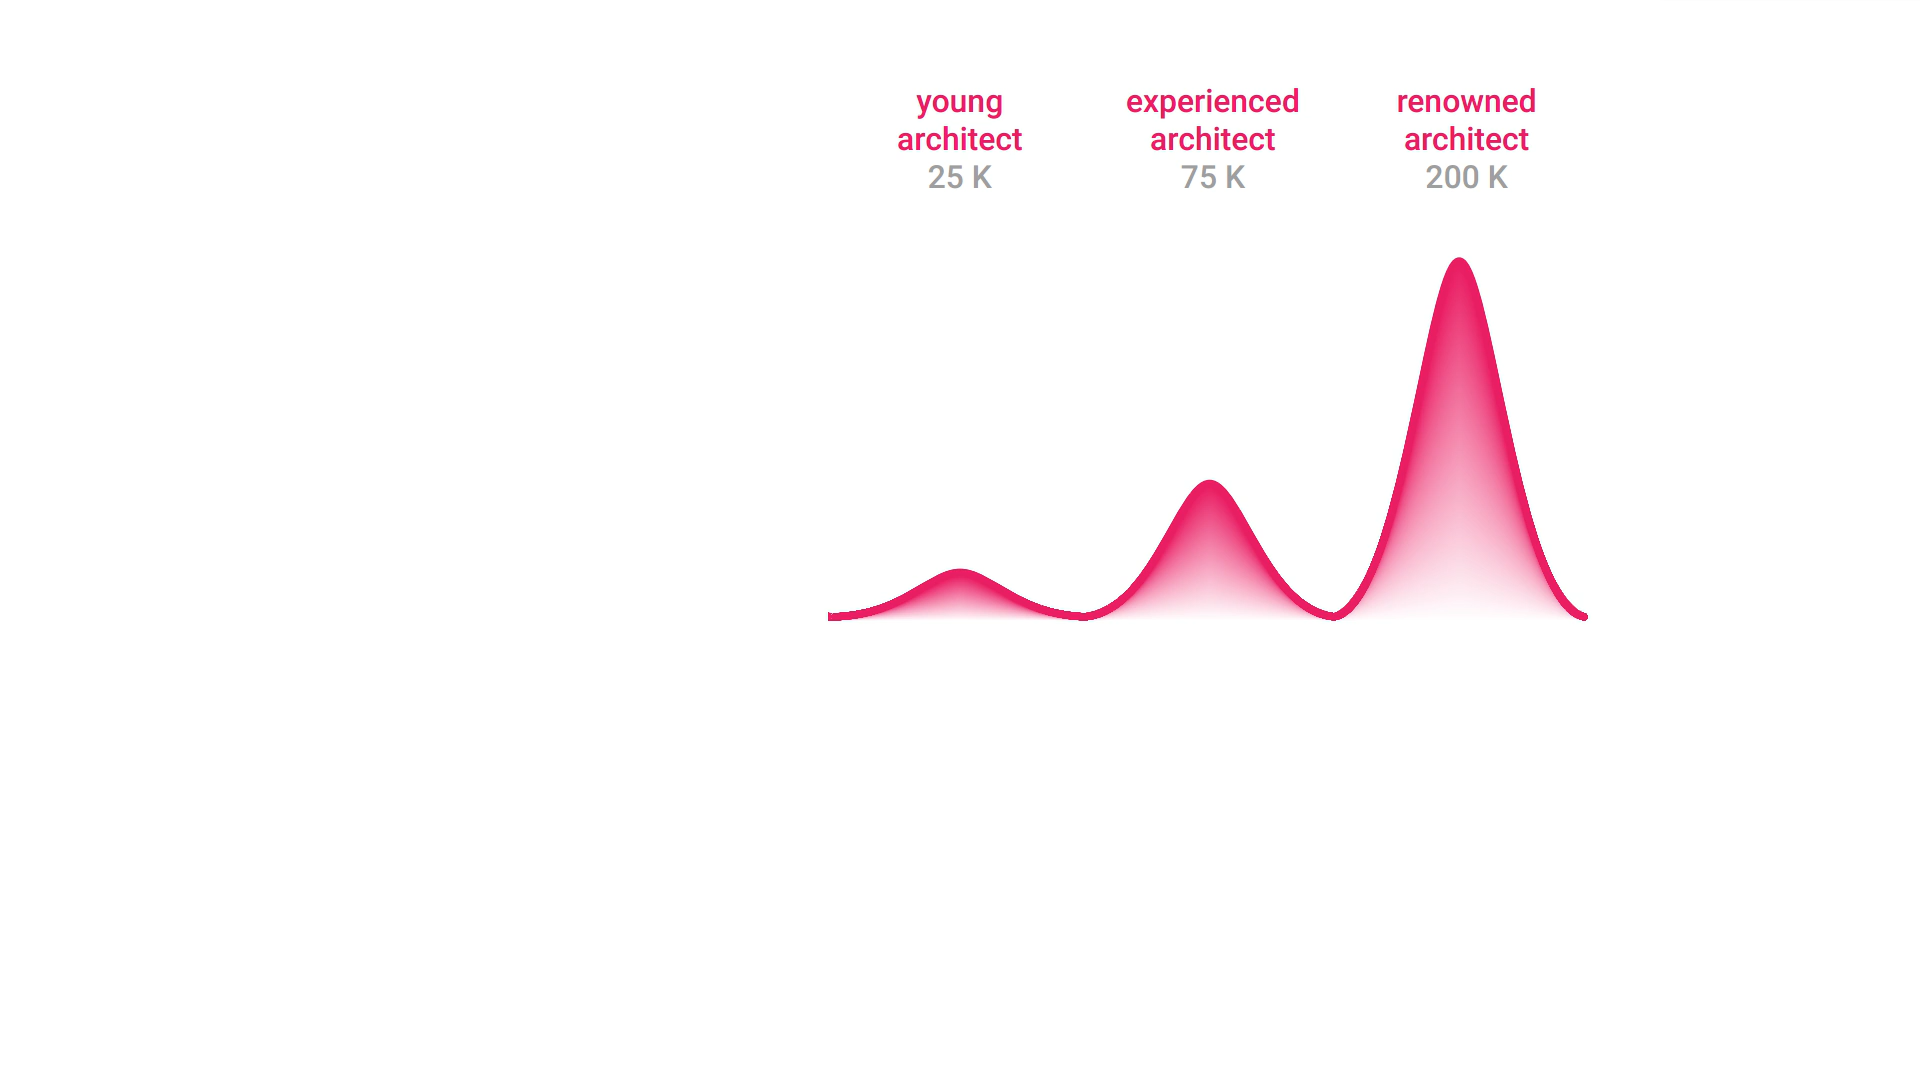 young
architect
25 K
experienced
architect
75 K
renowned
architect
200 K